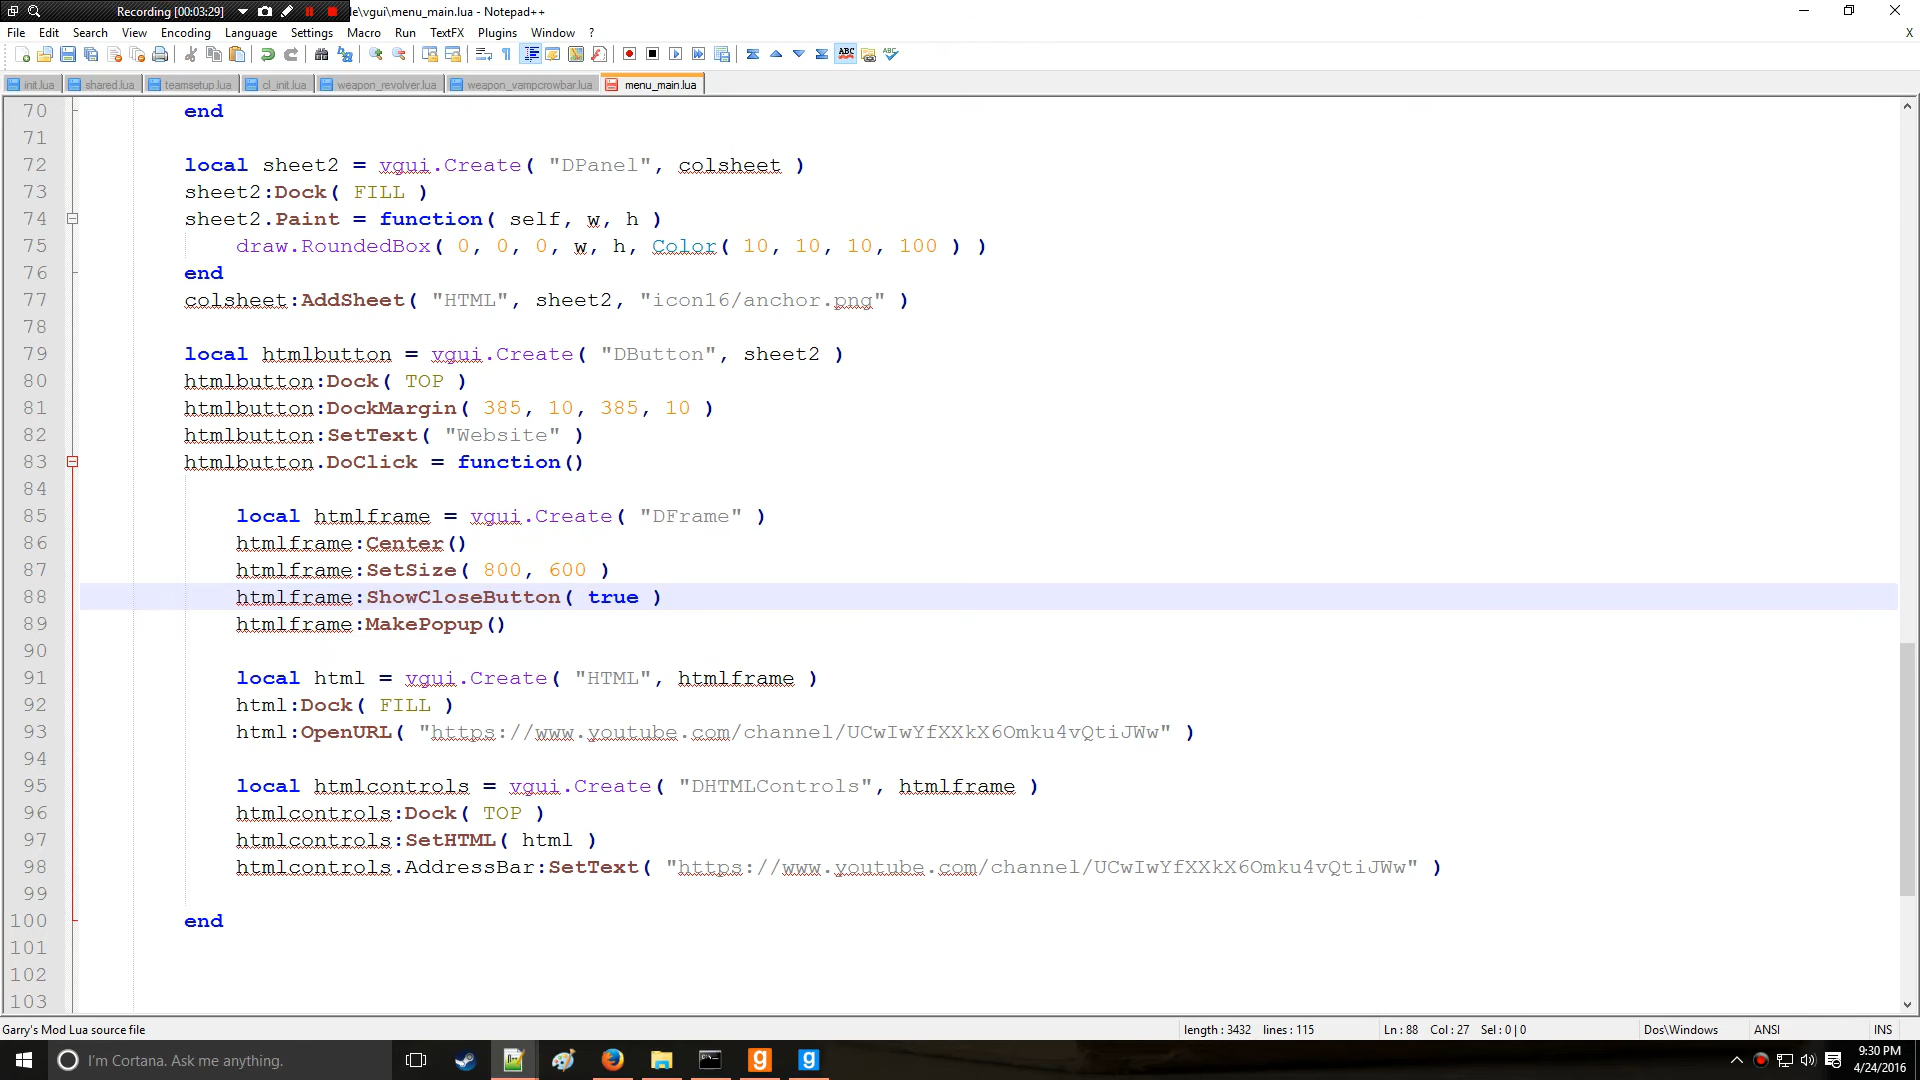 Recording [00:03:29] le\vgui\menu_main.lua - Notepad++
File Edit Search View Encoding Language Settings Macro Run TextFX Plugins Window ? X
init.lua shared.lua teamsetup.lua cl_init.lua weapon_revolver.lua weapon_vampcrowbar.lua menu_main.lua
70 end
71
72 local sheet2 = vgui.Create( "DPanel", colsheet )
73 sheet2:Dock( FILL )
74 sheet2.Paint = function( self, w, h )
75 draw.RoundedBox( 0, 0, 0, w, h, Color( 10, 10, 10, 100 ) )
76 end
77 colsheet:AddSheet( "HTML", sheet2, "icon16/anchor.png" )
78
79 local htmlbutton = vgui.Create( "DButton", sheet2 )
80 htmlbutton:Dock( TOP )
81 htmlbutton:DockMargin( 385, 10, 385, 10 )
82 htmlbutton:SetText( "Website" )
83 htmlbutton.DoClick = function()
84
85 local htmlframe = vgui.Create( "DFrame" )
86 htmlframe:Center()
87 htmlframe:SetSize( 800, 600 )
88 htmlframe:ShowCloseButton( true )
89 htmlframe:MakePopup()
90
91 local html = vgui.Create( "HTML", htmlframe )
92 html:Dock( FILL )
93 html:OpenURL( "https://www.youtube.com/channel/UCwIwYfXXkX6Omku4vQtiJWw" )
94
95 local htmlcontrols = vgui.Create( "DHTMLControls", htmlframe )
96 htmlcontrols:Dock( TOP )
97 htmlcontrols:SetHTML( html )
98 htmlcontrols.AddressBar:SetText( "https://www.youtube.com/channel/UCwIwYfXXkX6Omku4vQtiJWw" )
99
100 end
101
102
103
Garry's Mod Lua source file length : 3432 lines : 115 Ln : 88 Col : 27 Sel : 0 | 0 Dos\Windows ANSI INS
I'm Cortana. Ask me anything. 9:30 PM
4/24/2016